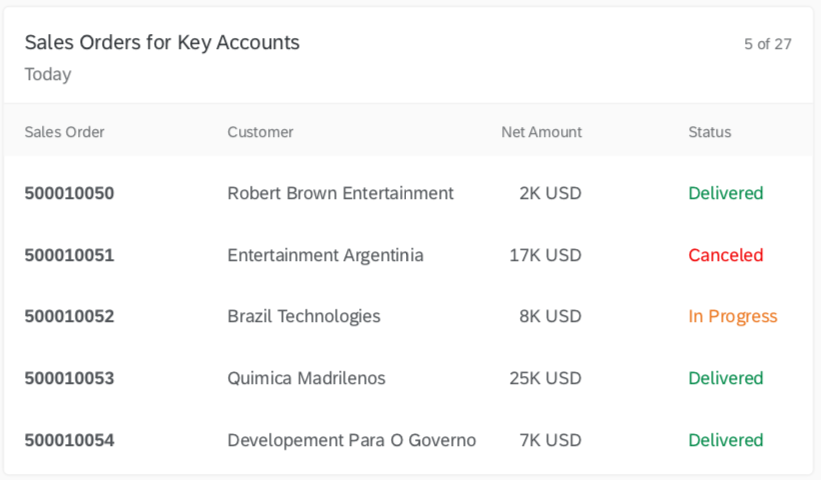 Sales Orders for Key Accounts 5 of 27
Today
Sales Order Customer Net Amount Status
500010050 Robert Brown Entertainment 2K USD Delivered
500010051 Entertainment Argentinia 17K USD Canceled
500010052 Brazil Technologies 8K USD In Progress
500010053 Quimica Madrilenos 25K USD Delivered
500010054 Developement Para O Governo 7K USD Delivered